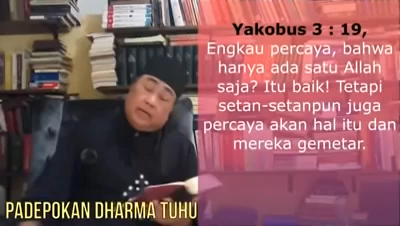 Yakobus 3 : 19,
Engkau percaya, bahwa
hanya ada satu Allah
saja? Itu baik! Tetapi
setan-setanpun juga
percaya akan hal itu dan
mereka gemetar.
PADEPOKAN DHARMA TUHU